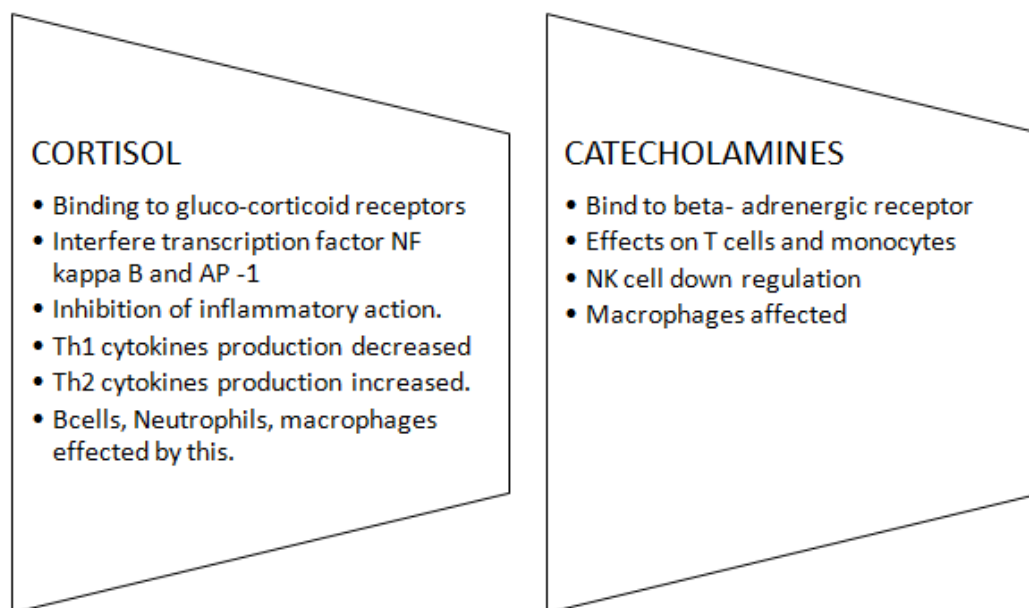 CORTISOL
• Binding to gluco-corticoid receptors
• Interfere transcription factor NF
kappa B and AP -1
• Inhibition of inflammatory action.
• Th1 cytokines production decreased
• Th2 cytokines production increased.
• Bcells, Neutrophils, macrophages
effected by this.
CATECHOLAMINES
• Bind to beta- adrenergic receptor
• Effects on T cells and monocytes
• NK cell down regulation
• Macrophages affected